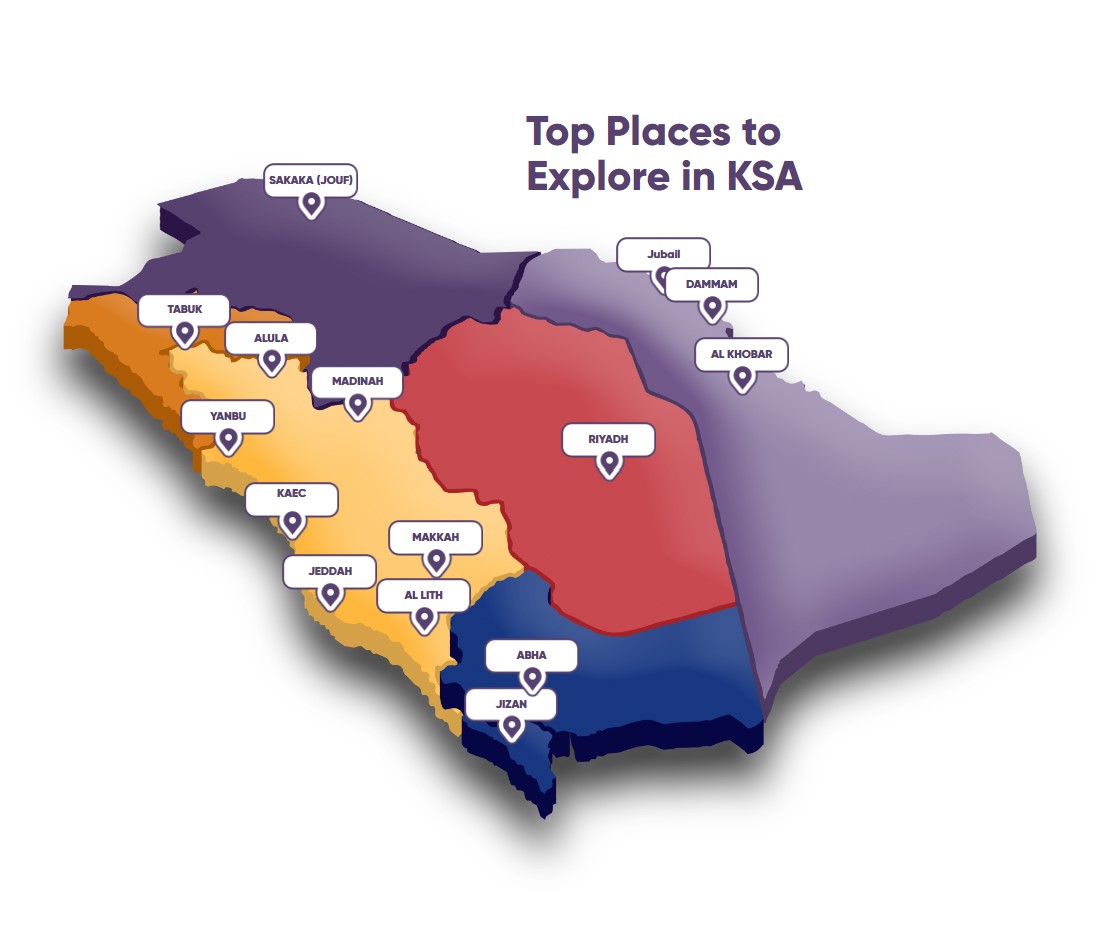 Top Places to
Explore in KSA
SAKAKA (JOUF)
Jubail
DAMMAM
TABUK
ALULA
AL KHOBAR
MADINAH
YANBU
RIYADH
KAEC
MAKKAH
JEDDAH
AL LITH
ABHA
JIZAN